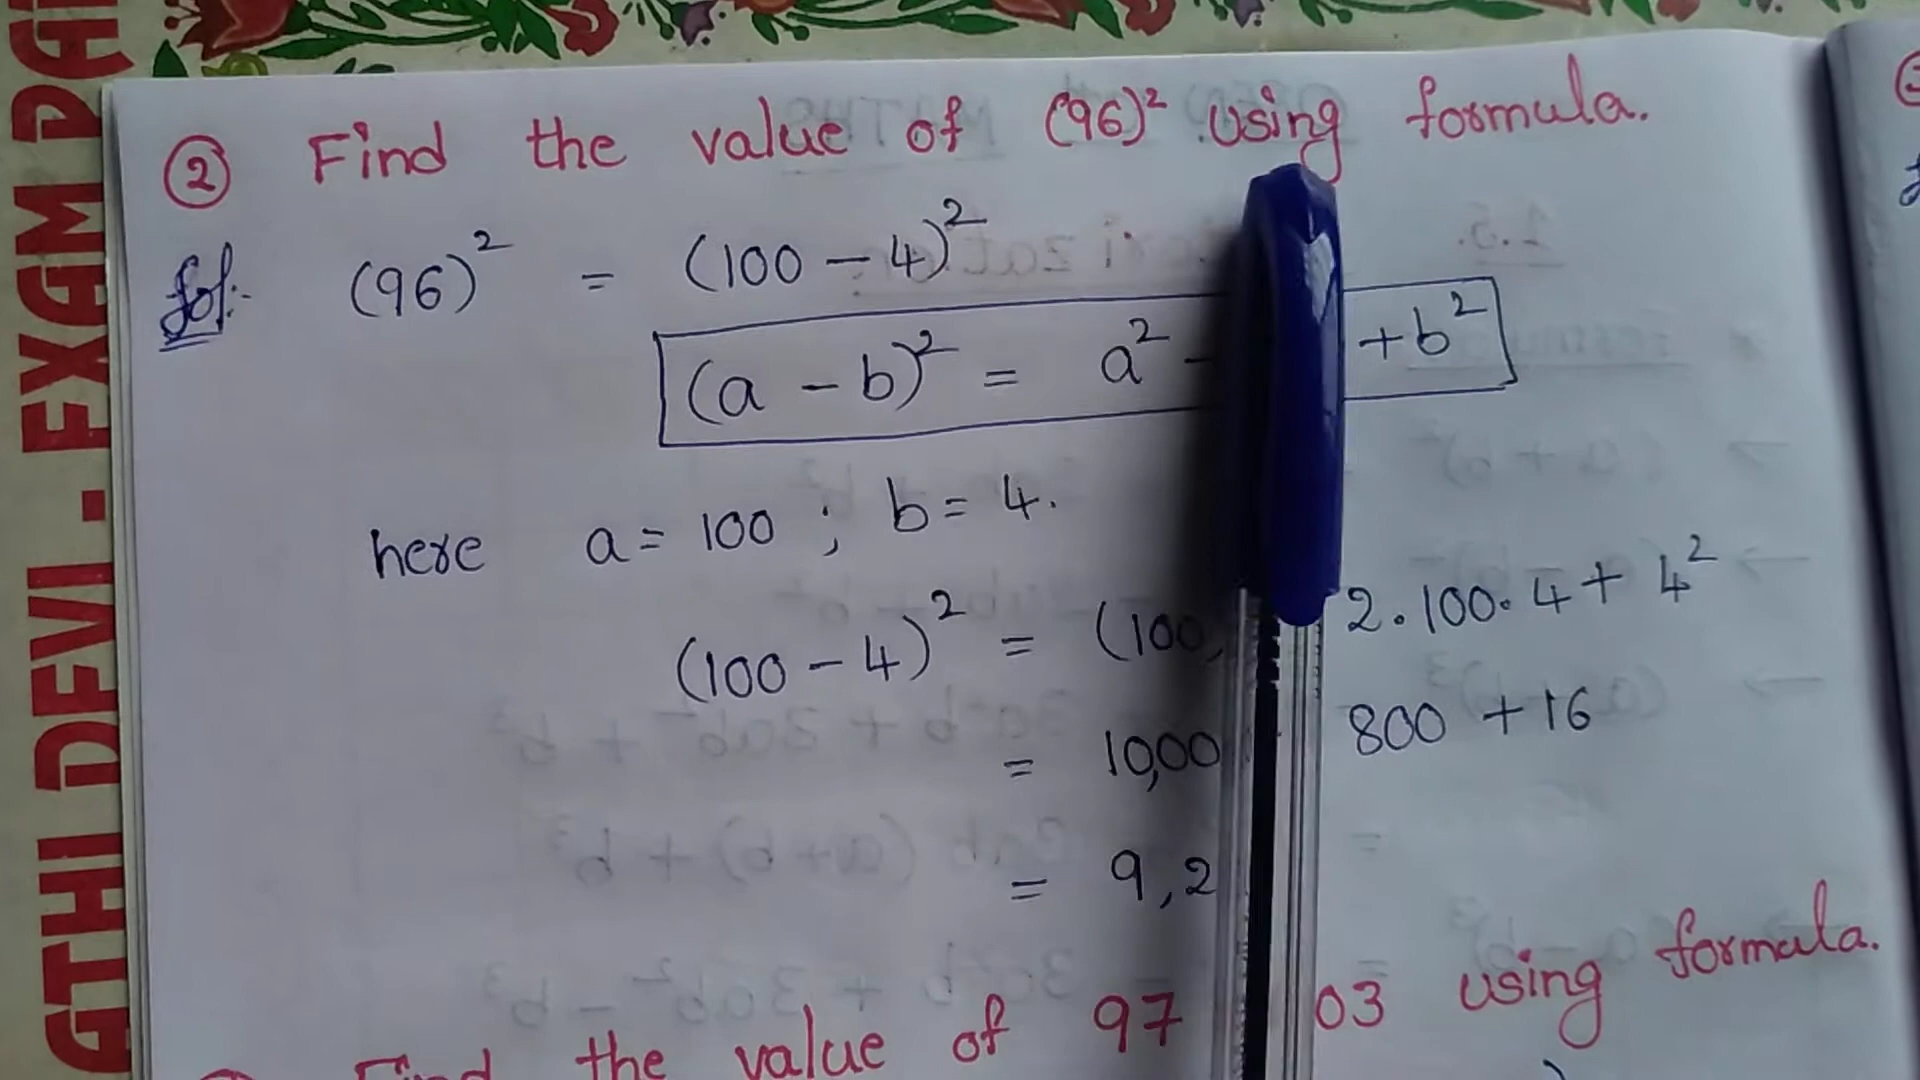 ② Find the value of (96)² using formula.
Sol:- (96)² = (100 – 4)²
(a – b)² = a² – + b²
here a = 100 ; b = 4.
(100 – 4)² = (100 2.100.4 + 4²
= 10,00 800 + 16
= 9,2
Find the value of 97 03 using formula.
GTHI DEVI - EXAM PA